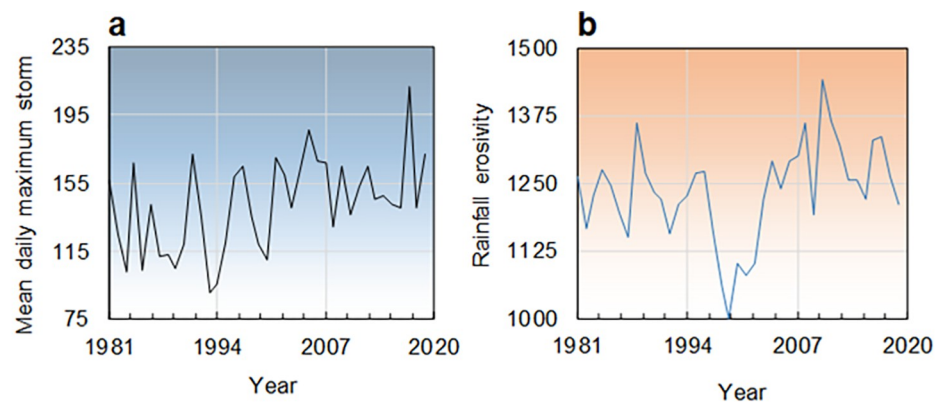 a
235
195
155
115
75
Mean daily maximum storm
1981 1994 2007 2020
Year
b
1500
1375
1250
1125
1000
Rainfall erosivity
1981 1994 2007 2020
Year